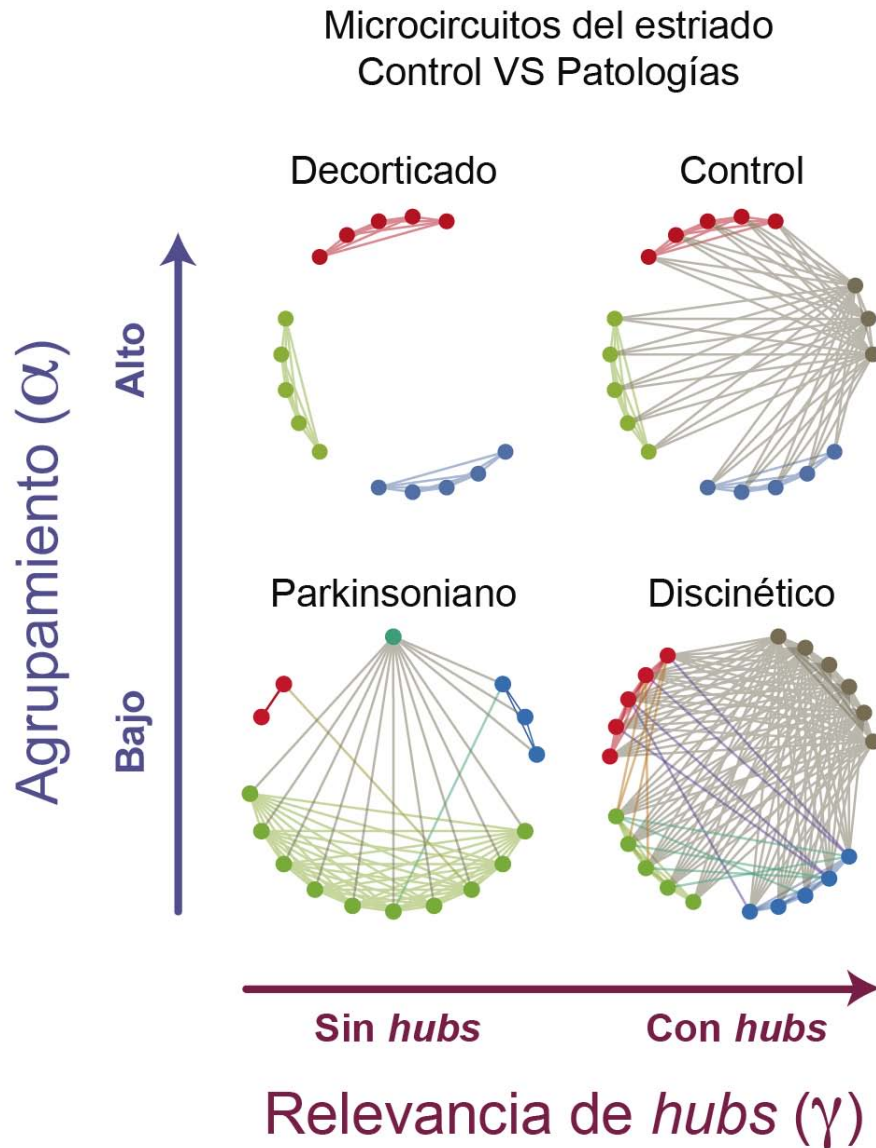 Microcircuitos del estriado
Control VS Patologías
Decorticado
Control
Agrupamiento (α)
Alto
Parkinsoniano
Discinético
Bajo
Sin hubs
Con hubs
Relevancia de hubs (γ)